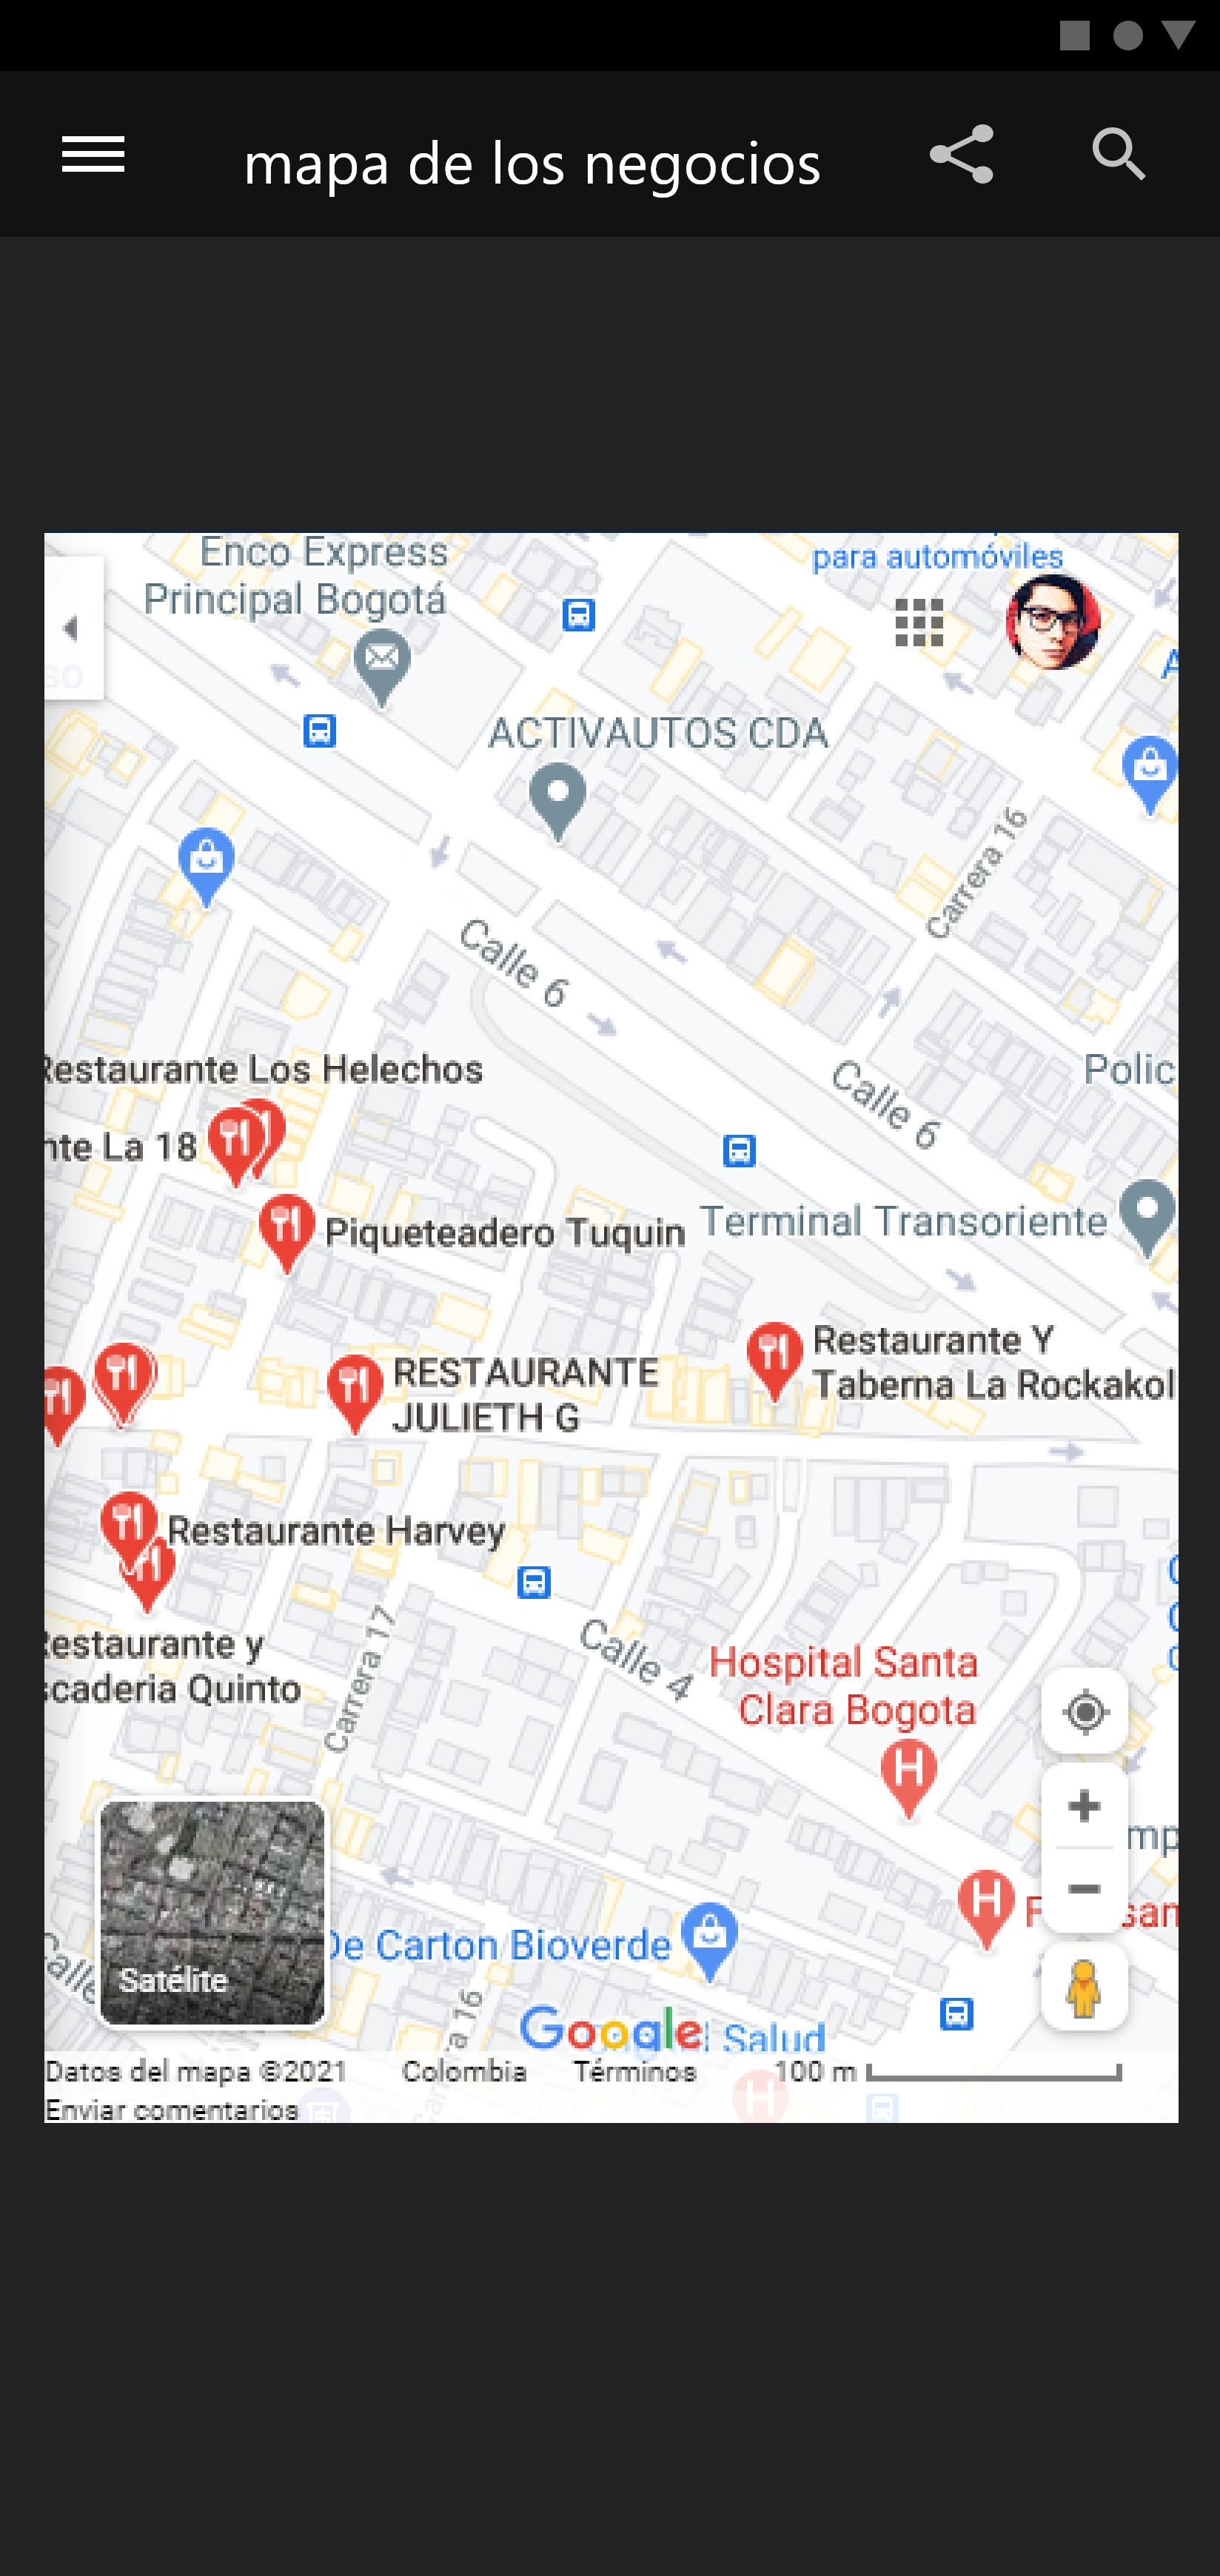 mapa de los negocios
para automóviles
Enco Express
Principal Bogotá
ACTIVAUTOS CDA
Carrera 16
Calle 6
Restaurante Los Helechos
Calle 6
Polic
nte La 18
Piqueteadero Tuquin
Terminal Transoriente
Restaurante Y
Taberna La Rockakol
RESTAURANTE
JULIETH G
Restaurante Harvey
Restaurante y
scaderia Quinto
Carrera 17
Calle 4
Hospital Santa
Clara Bogota
mp
De Carton Bioverde
Satélite
Calle
a 16
Google
l Salud
Datos del mapa ©2021 Colombia Términos 100 m
Enviar comentarios